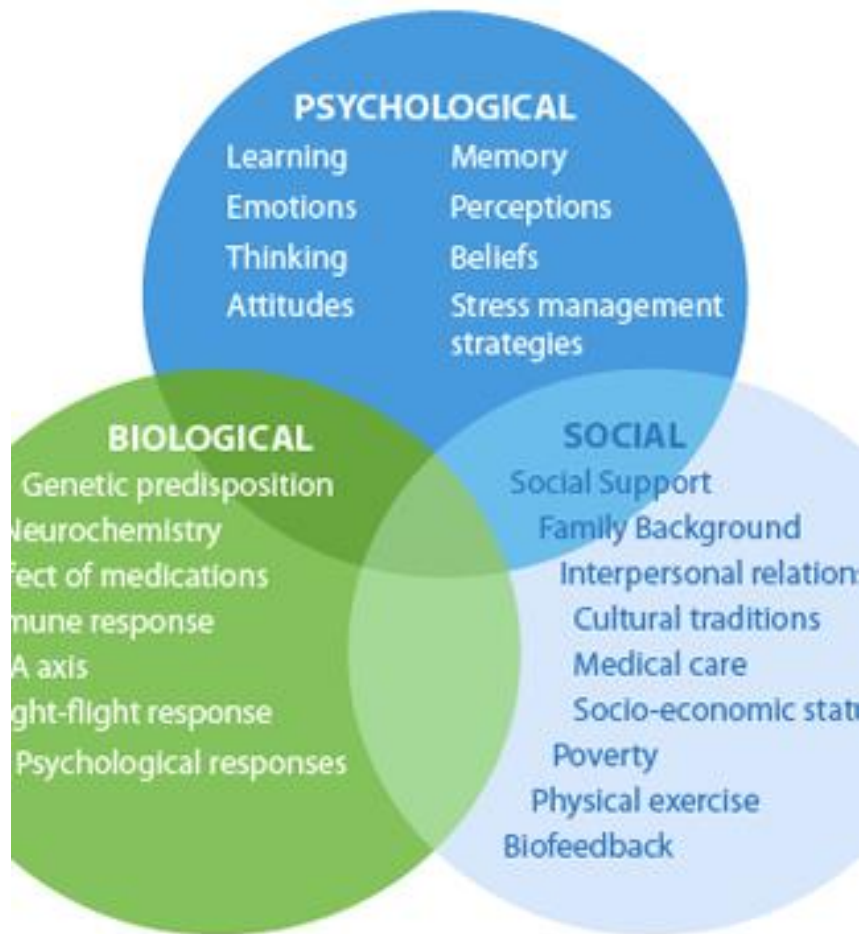 PSYCHOLOGICAL
Learning
Emotions
Thinking
Attitudes
Memory
Perceptions
Beliefs
Stress management
strategies
BIOLOGICAL
Genetic predisposition
Neurochemistry
fect of medications
mune response
A axis
ght-flight response
Psychological responses
SOCIAL
Social Support
Family Background
Interpersonal relations
Cultural traditions
Medical care
Socio-economic statu
Poverty
Physical exercise
Biofeedback